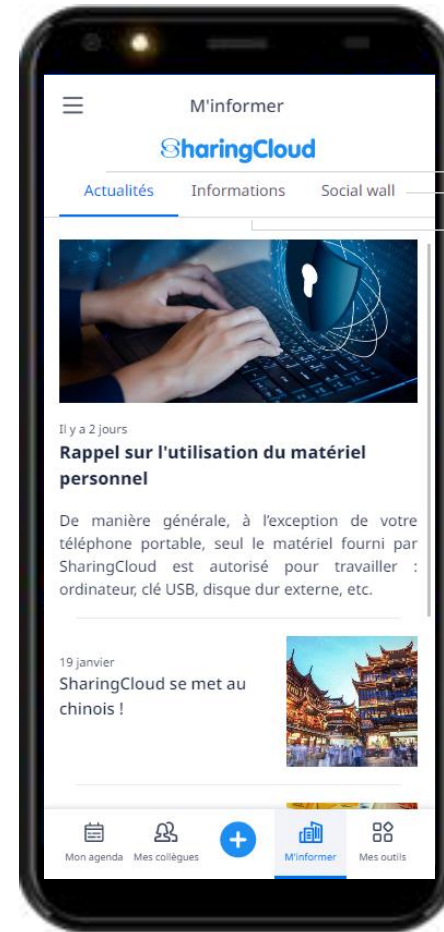 M'informer
SharingCloud
Actualités Informations Social wall
Il y a 2 jours
Rappel sur l'utilisation du matériel
personnel
De manière générale, à l'exception de votre
téléphone portable, seul le matériel fourni par
SharingCloud est autorisé pour travailler :
ordinateur, clé USB, disque dur externe, etc.
19 janvier
SharingCloud se met au
chinois !
Mon agenda Mes collègues M'informer Mes outils